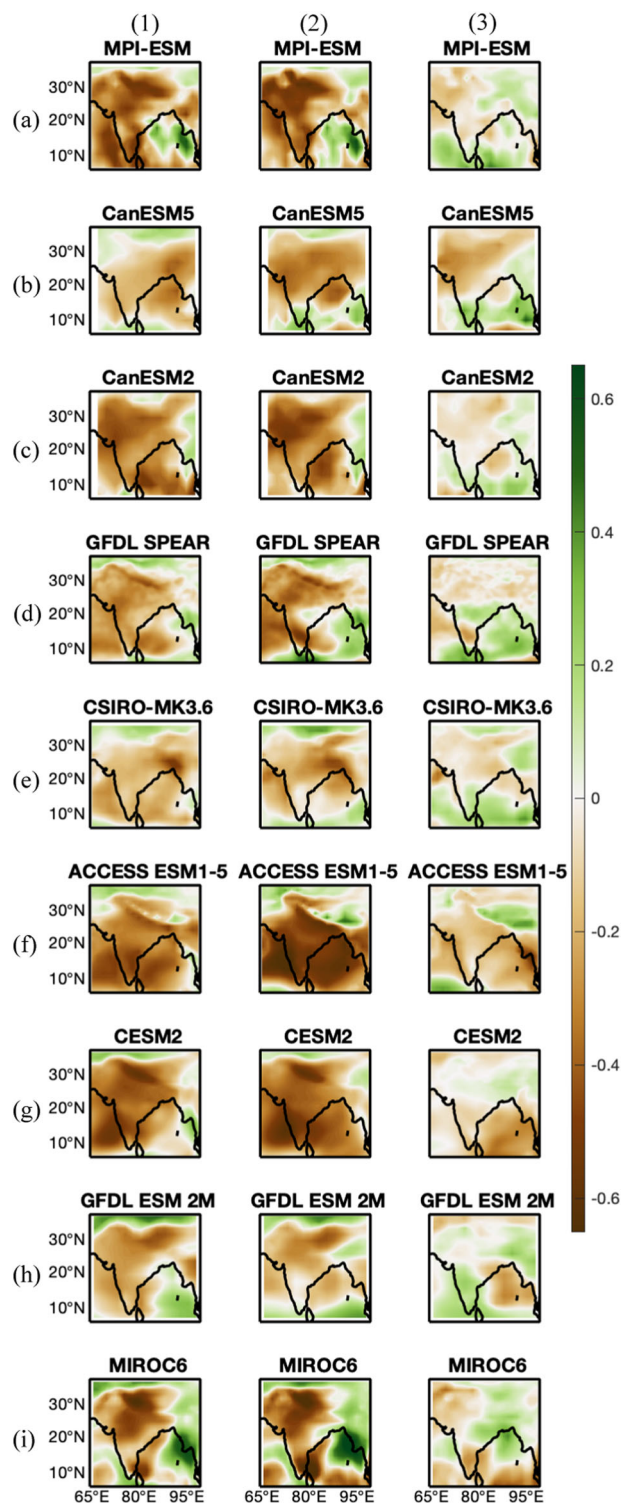 (1) (2) (3)
MPI-ESM MPI-ESM MPI-ESM
(a)
30°N
20°N
10°N
CanESM5 CanESM5 CanESM5
(b)
30°N
20°N
10°N
CanESM2 CanESM2 CanESM2
(c)
30°N
20°N
10°N
GFDL SPEAR GFDL SPEAR GFDL SPEAR
(d)
30°N
20°N
10°N
CSIRO-MK3.6 CSIRO-MK3.6 CSIRO-MK3.6
(e)
30°N
20°N
10°N
ACCESS ESM1-5 ACCESS ESM1-5 ACCESS ESM1-5
(f)
30°N
20°N
10°N
CESM2 CESM2 CESM2
(g)
30°N
20°N
10°N
GFDL ESM 2M GFDL ESM 2M GFDL ESM 2M
(h)
30°N
20°N
10°N
MIROC6 MIROC6 MIROC6
(i)
30°N
20°N
10°N
65°E 80°E 95°E 65°E 80°E 95°E 65°E 80°E 95°E
0.6
0.4
0.2
0
-0.2
-0.4
-0.6